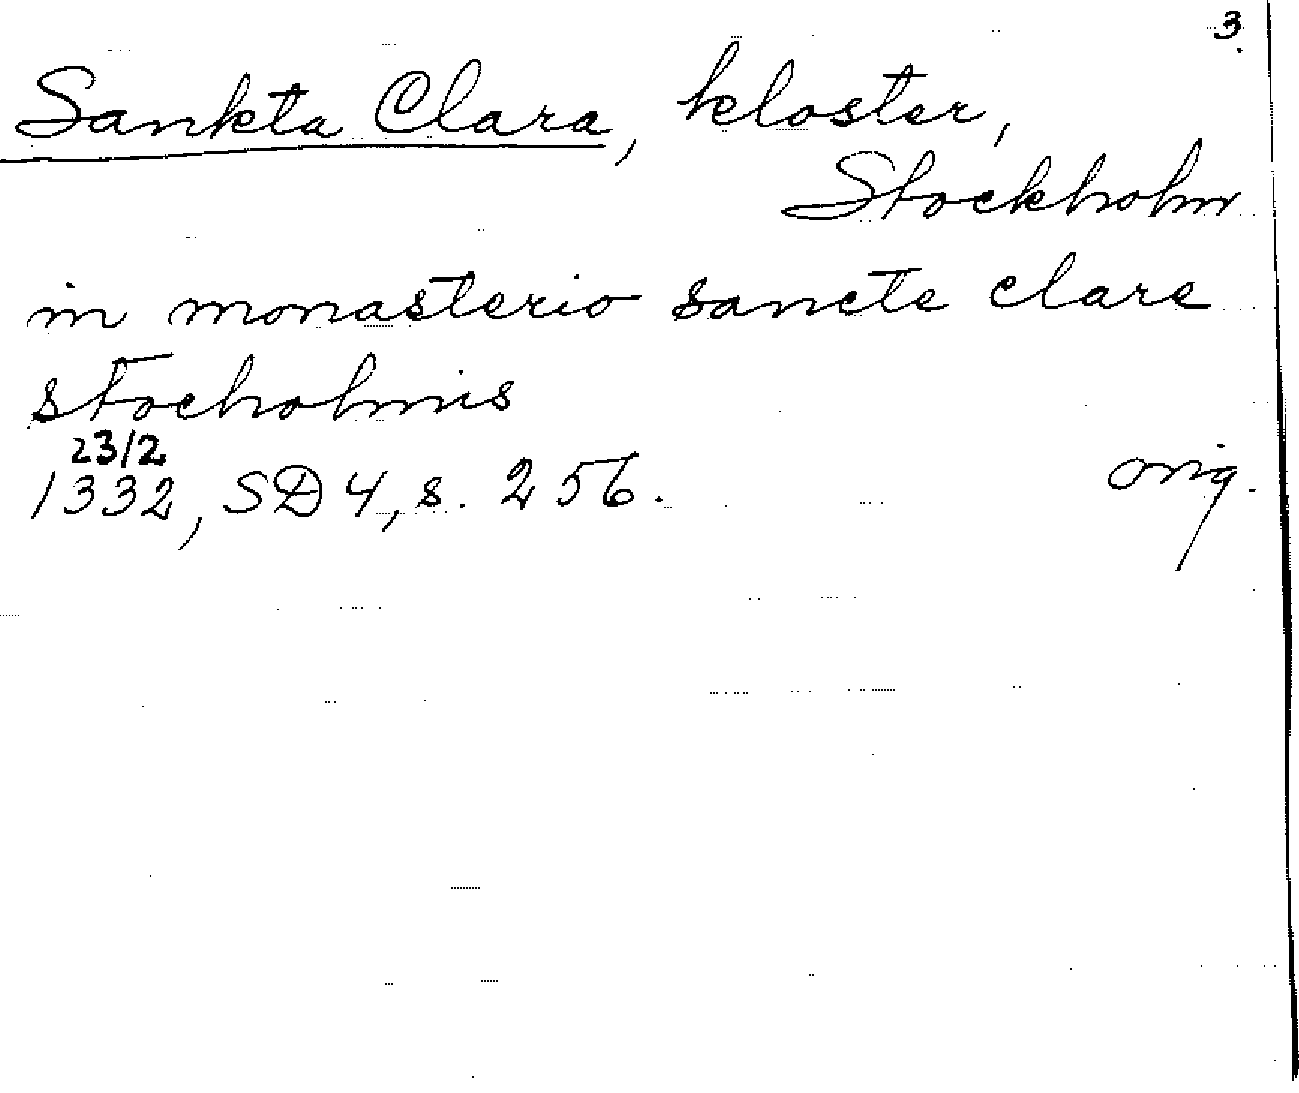 3.
Sankta Clara, kloster,
Stockholm
in monasterio sancte clare
stocholmis
23/2
1332, SD 4, s. 256. orig.